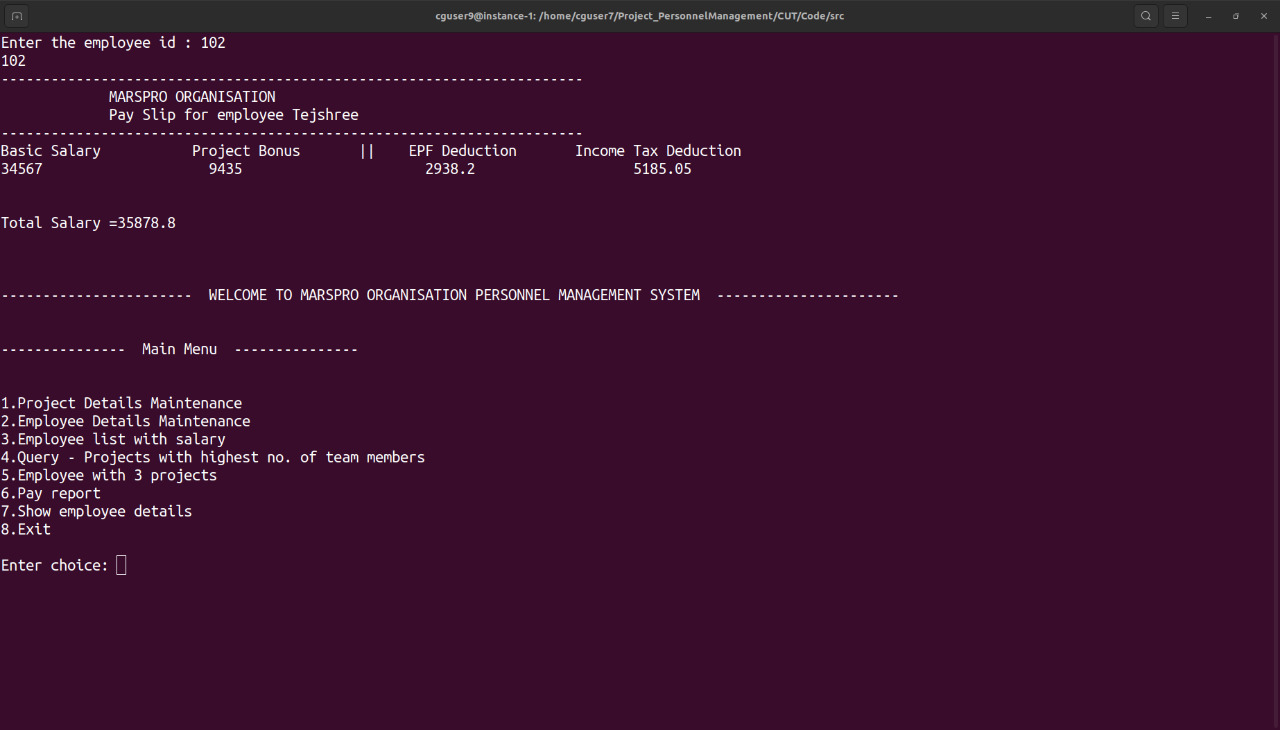 cguser9@instance-1: /home/cguser7/Project_PersonnelManagement/CUT/Code/src
Enter the employee id : 102
102
----------------------------------------------------------------------
MARSPRO ORGANISATION
Pay Slip for employee Tejshree
----------------------------------------------------------------------
Basic Salary Project Bonus || EPF Deduction Income Tax Deduction
34567 9435 2938.2 5185.05
Total Salary =35878.8
----------------------- WELCOME TO MARSPRO ORGANISATION PERSONNEL MANAGEMENT SYSTEM ----------------------
--------------- Main Menu ---------------
1.Project Details Maintenance
2.Employee Details Maintenance
3.Employee list with salary
4.Query - Projects with highest no. of team members
5.Employee with 3 projects
6.Pay report
7.Show employee details
8.Exit
Enter choice: